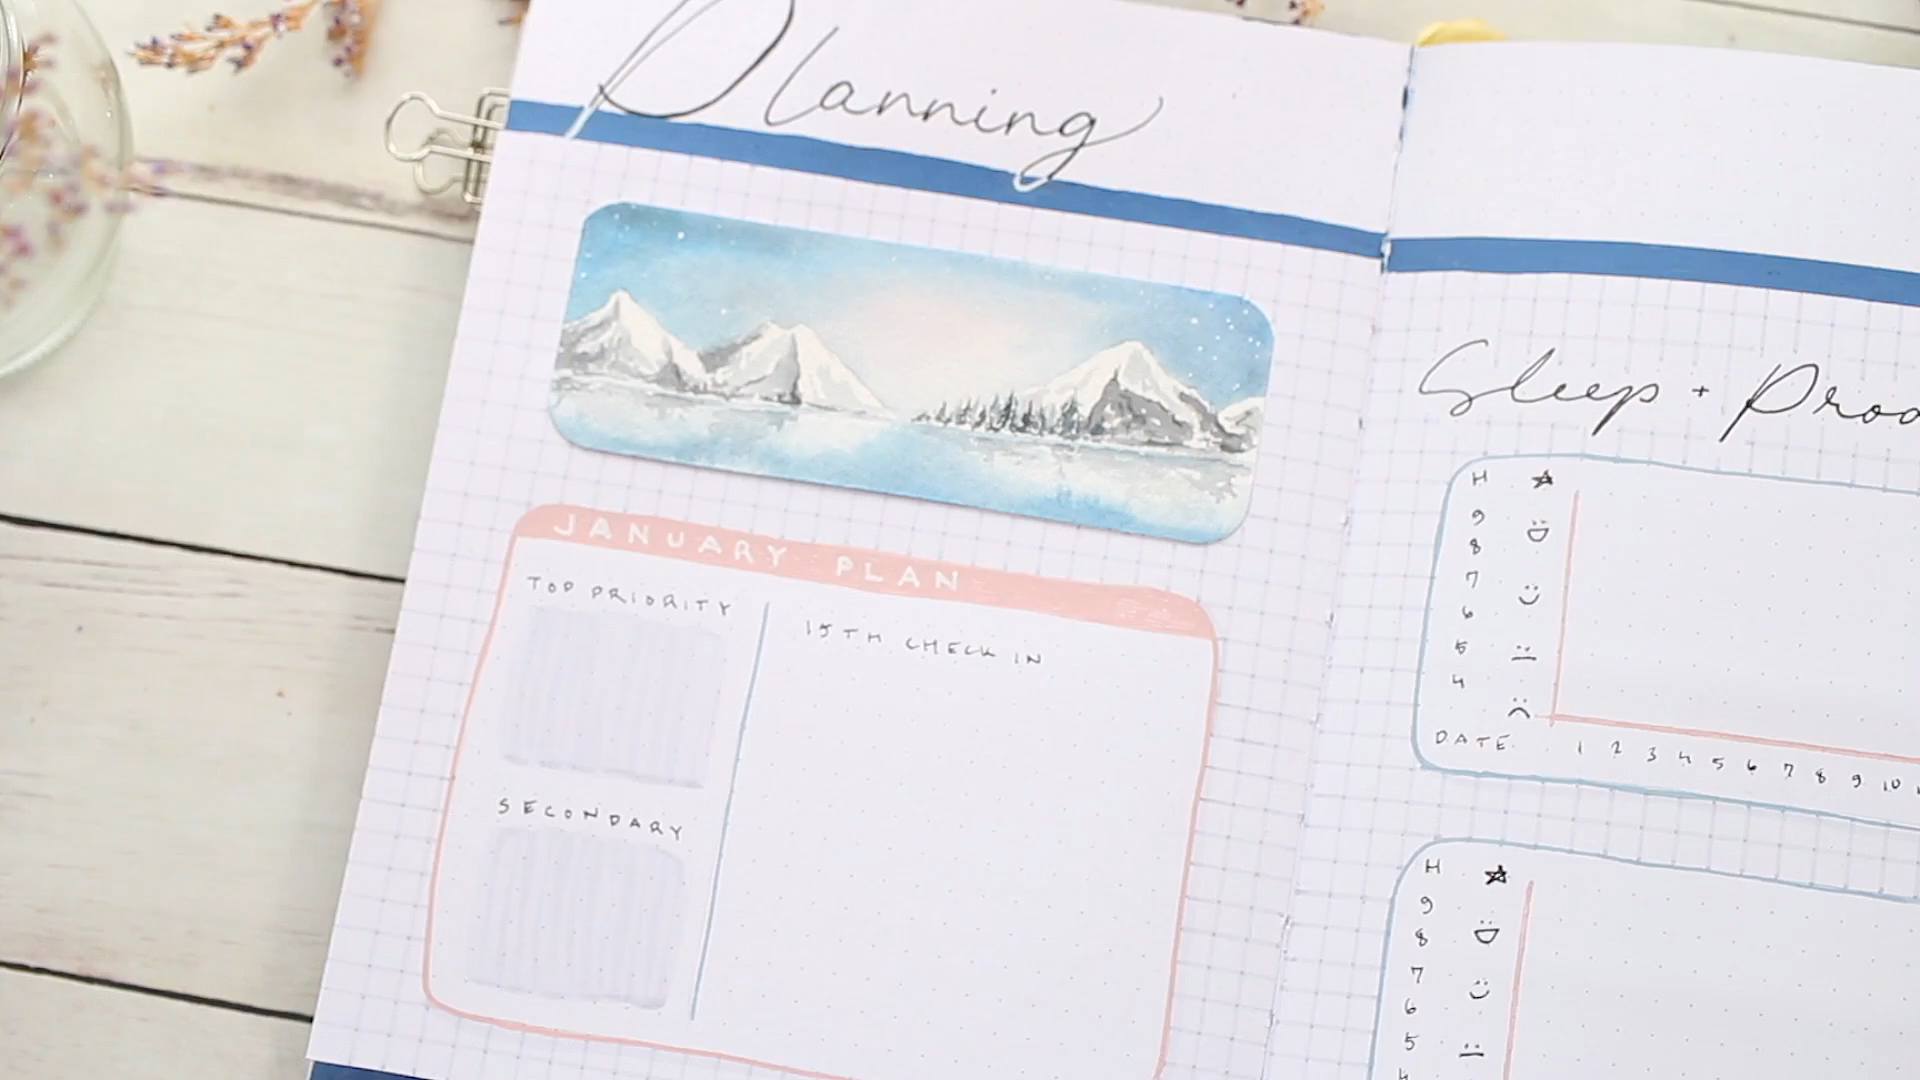 Planning
JANUARY PLAN
TOP PRIORITY
15TH CHECK IN
SECONDARY
Sleep +
H
9
8
7
6
5
4
DATE 1 2 3 4 5 6 7 8 9 10
H
9
8
7
6
5